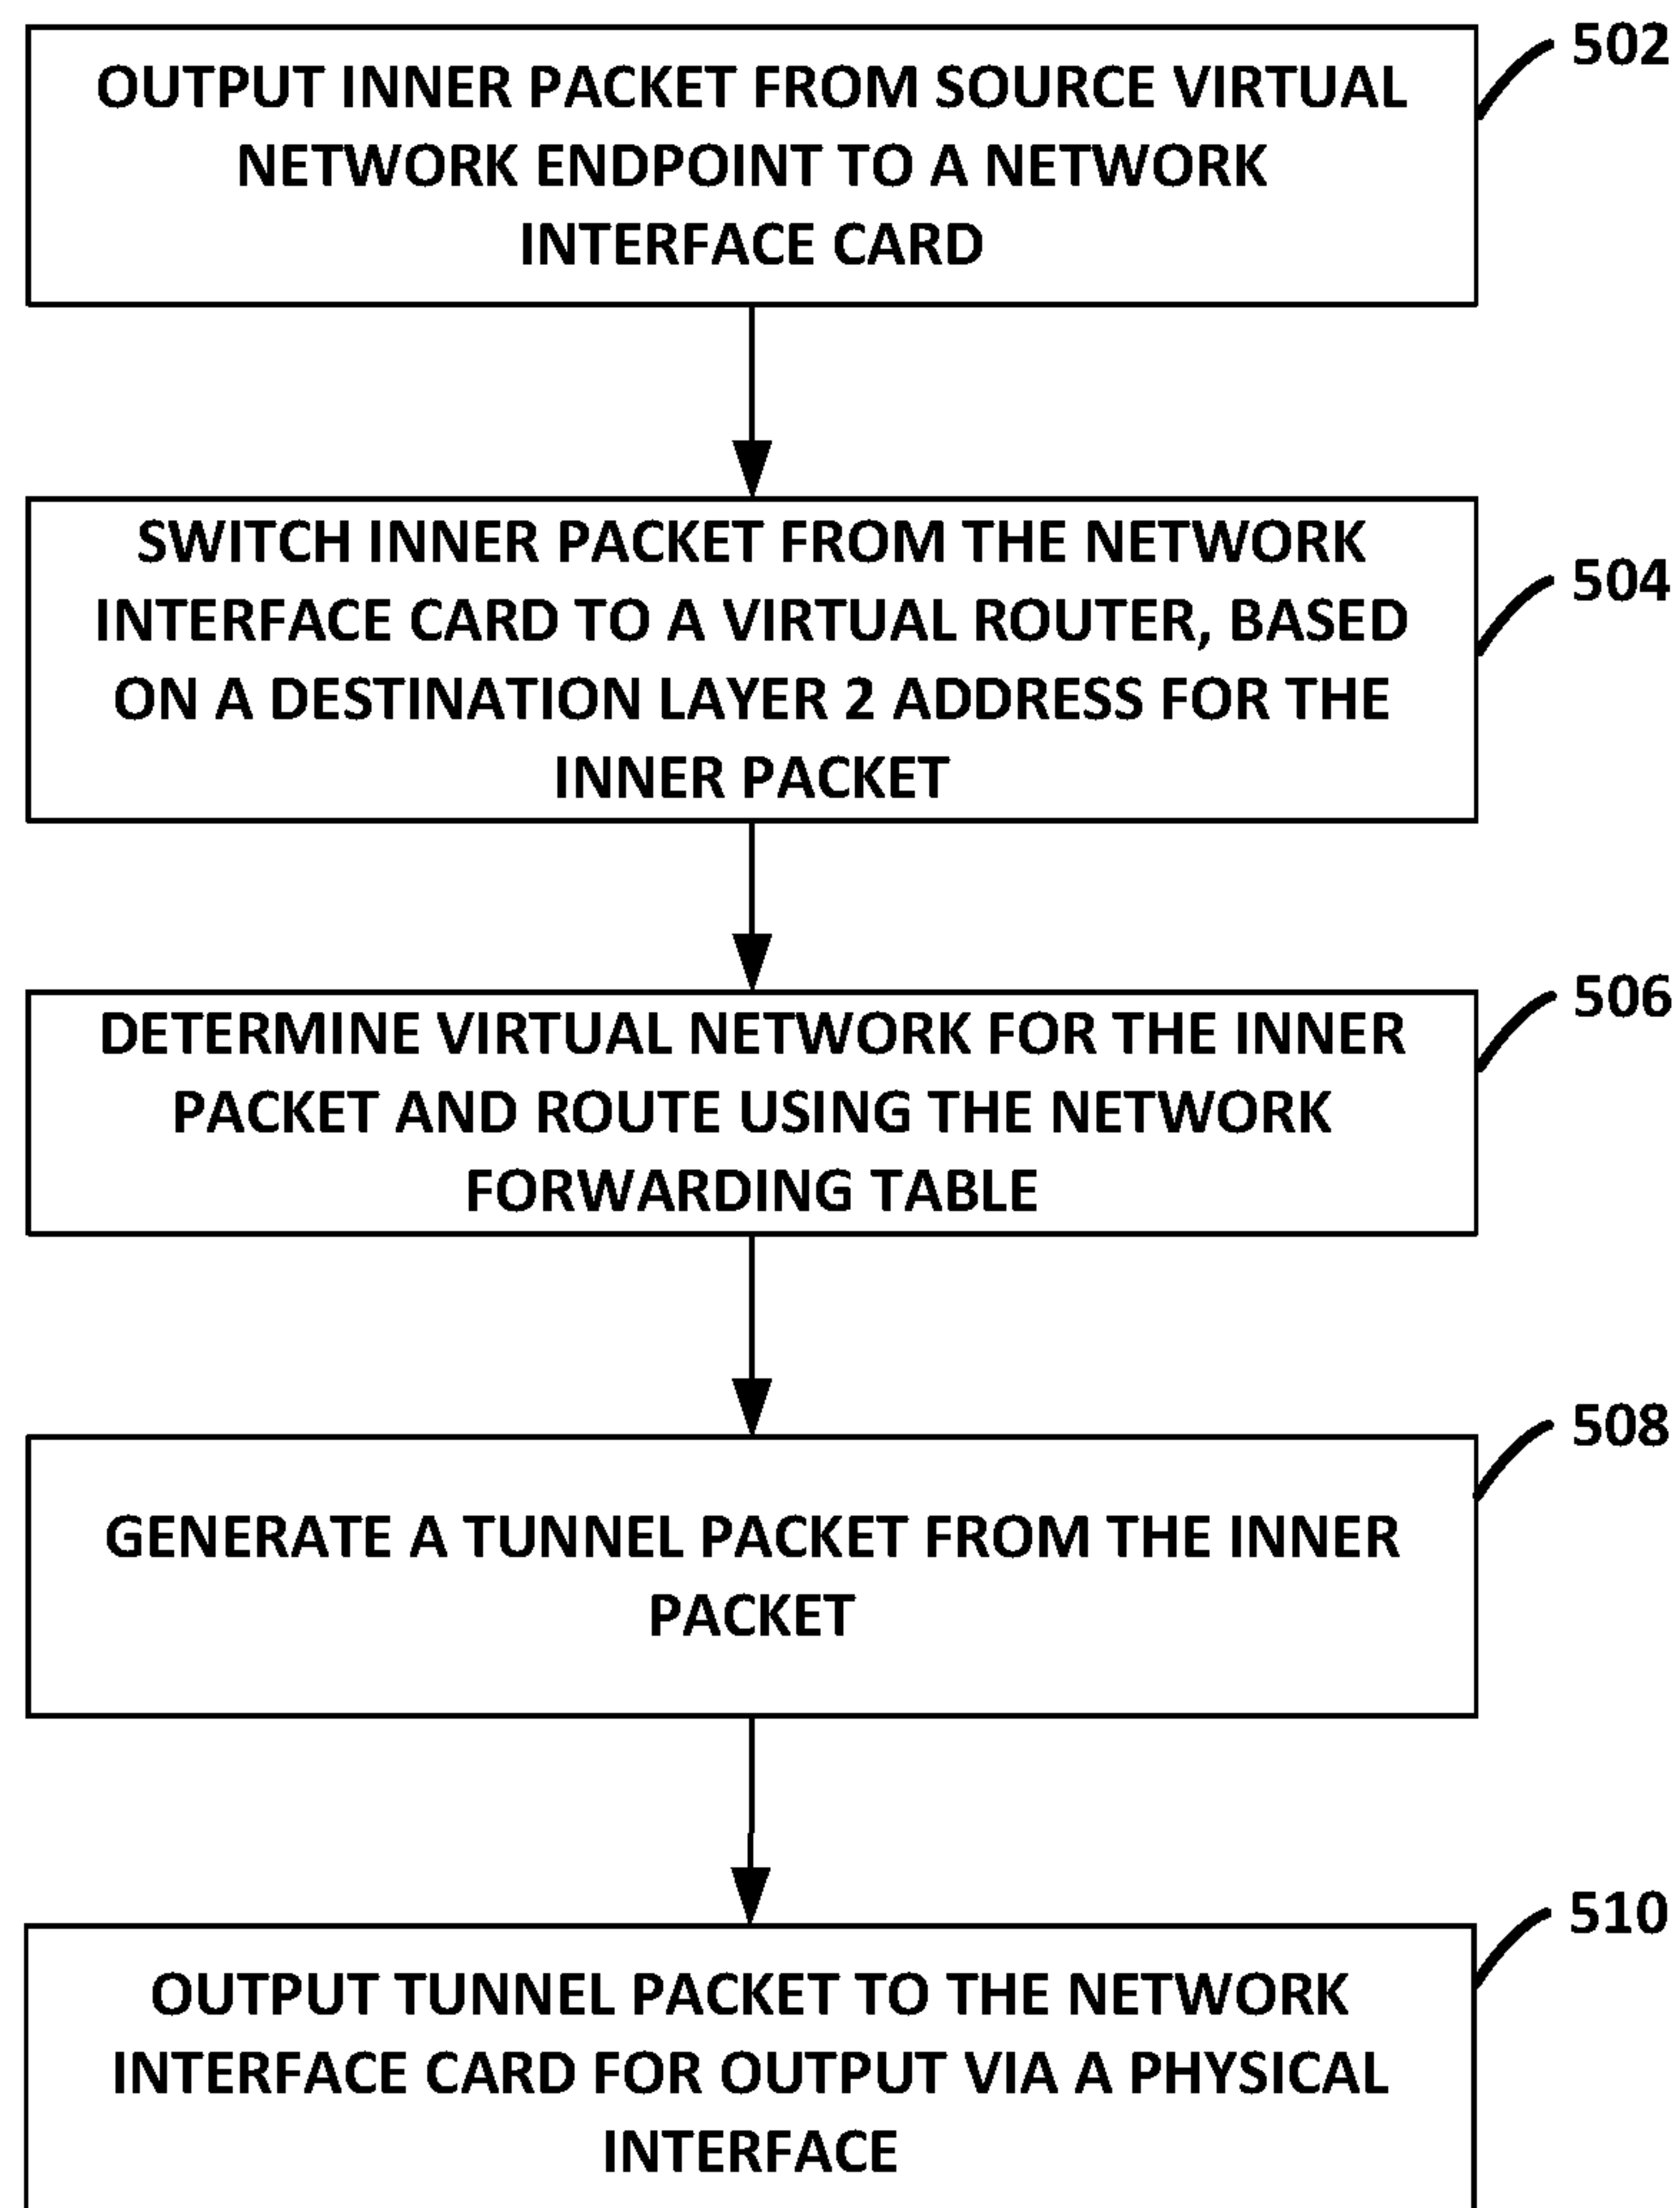 502
OUTPUT INNER PACKET FROM SOURCE VIRTUAL
NETWORK ENDPOINT TO A NETWORK
INTERFACE CARD
504
SWITCH INNER PACKET FROM THE NETWORK
INTERFACE CARD TO A VIRTUAL ROUTER, BASED
ON A DESTINATION LAYER 2 ADDRESS FOR THE
INNER PACKET
506
DETERMINE VIRTUAL NETWORK FOR THE INNER
PACKET AND ROUTE USING THE NETWORK
FORWARDING TABLE
508
GENERATE A TUNNEL PACKET FROM THE INNER
PACKET
510
OUTPUT TUNNEL PACKET TO THE NETWORK
INTERFACE CARD FOR OUTPUT VIA A PHYSICAL
INTERFACE